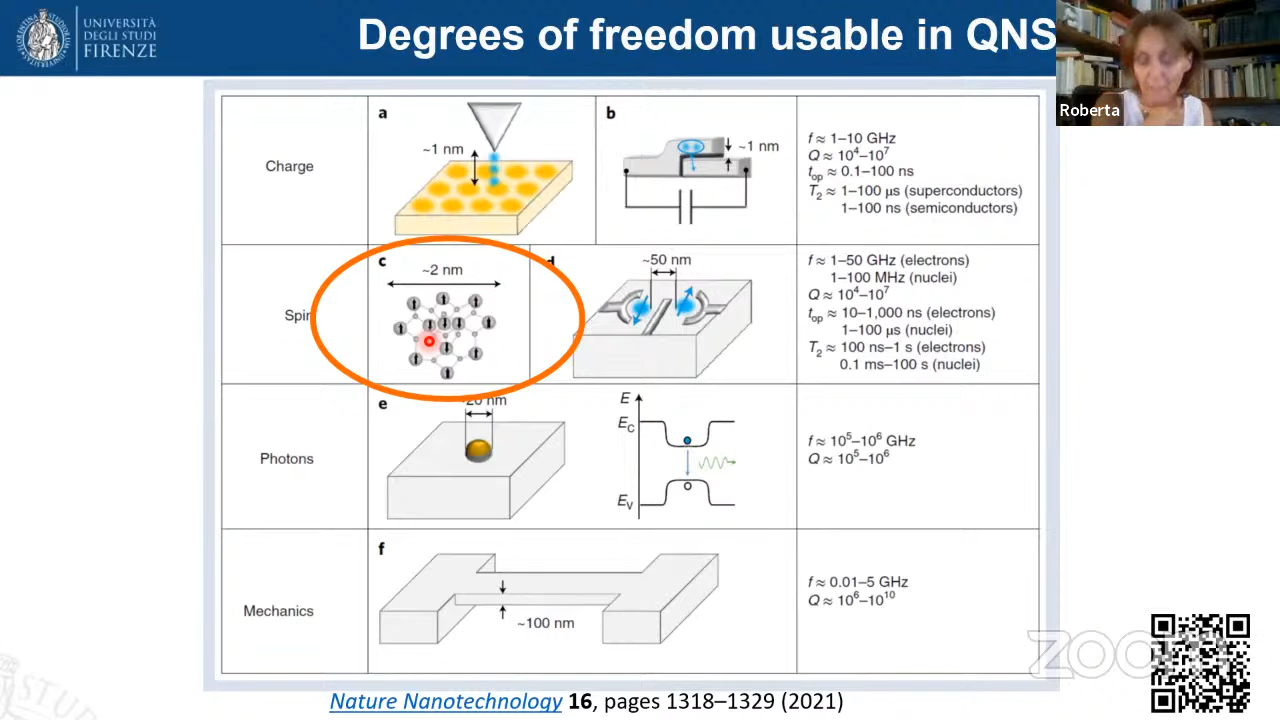 UNIVERSITÀ
DEGLI STUDI
FIRENZE
Degrees of freedom usable in QNS
Roberta
Charge
a
~1 nm
b
~1 nm
f ≈ 1–10 GHz
Q ≈ 10⁴–10⁷
t_op ≈ 0.1–100 ns
T₂ ≈ 1–100 μs (superconductors)
1–100 ns (semiconductors)
Spin
c
~2 nm
d
~50 nm
f ≈ 1–50 GHz (electrons)
1–100 MHz (nuclei)
Q ≈ 10⁴–10⁷
t_op ≈ 10–1,000 ns (electrons)
1–100 μs (nuclei)
T₂ ≈ 100 ns–1 s (electrons)
0.1 ms–100 s (nuclei)
Photons
e
~20 nm
E
E_C
E_V
f ≈ 10⁵–10⁶ GHz
Q ≈ 10⁵–10⁶
Mechanics
f
~100 nm
f ≈ 0.01–5 GHz
Q ≈ 10⁶–10¹⁰
zoom
Nature Nanotechnology 16, pages 1318–1329 (2021)